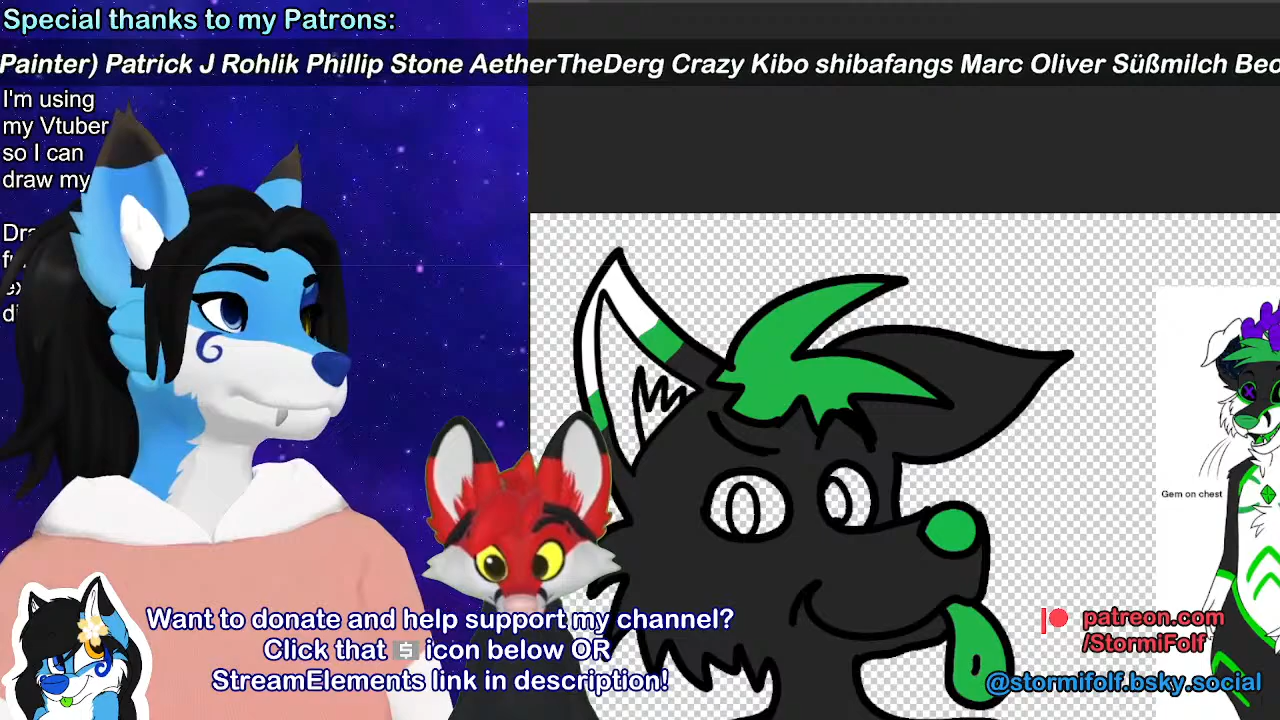 Special thanks to my Patrons:
Painter) Patrick J Rohlik Phillip Stone AetherTheDerg Crazy Kibo shibafangs Marc Oliver Süßmilch Bec
I'm using
my Vtuber
so I can
draw my
Gem on chest
Want to donate and help support my channel?
Click that $ icon below OR
StreamElements link in description!
patreon.com
/StormiFolf
@stormifolf.bsky.social